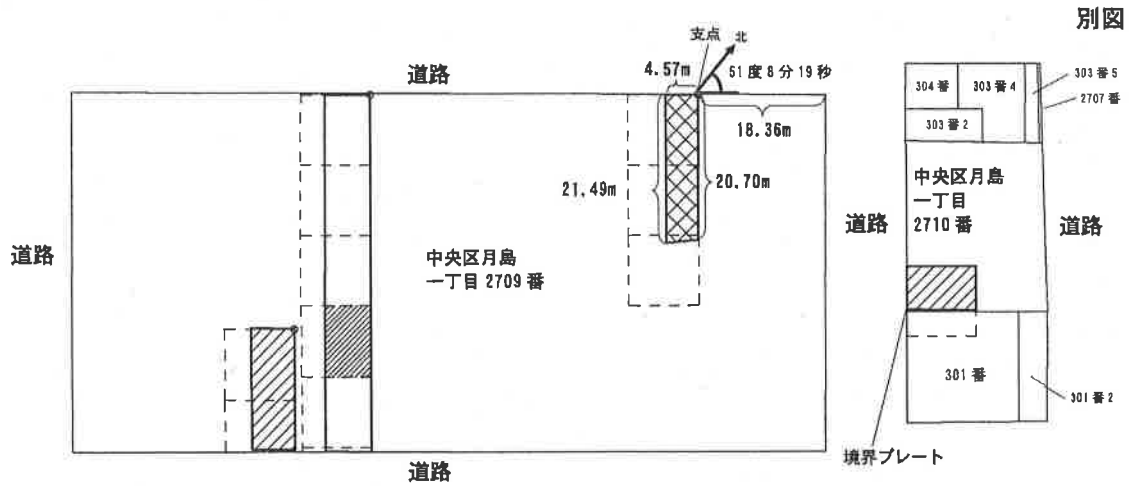 別図
支点
北
51度8分19秒
道路
4.57m
18.36m
21.49m
20.70m
道路
中央区月島
一丁目2709番
道路
304番
303番4
303番5
2707番
303番2
中央区月島
一丁目
2710番
道路
道路
301番
301番2
境界プレート